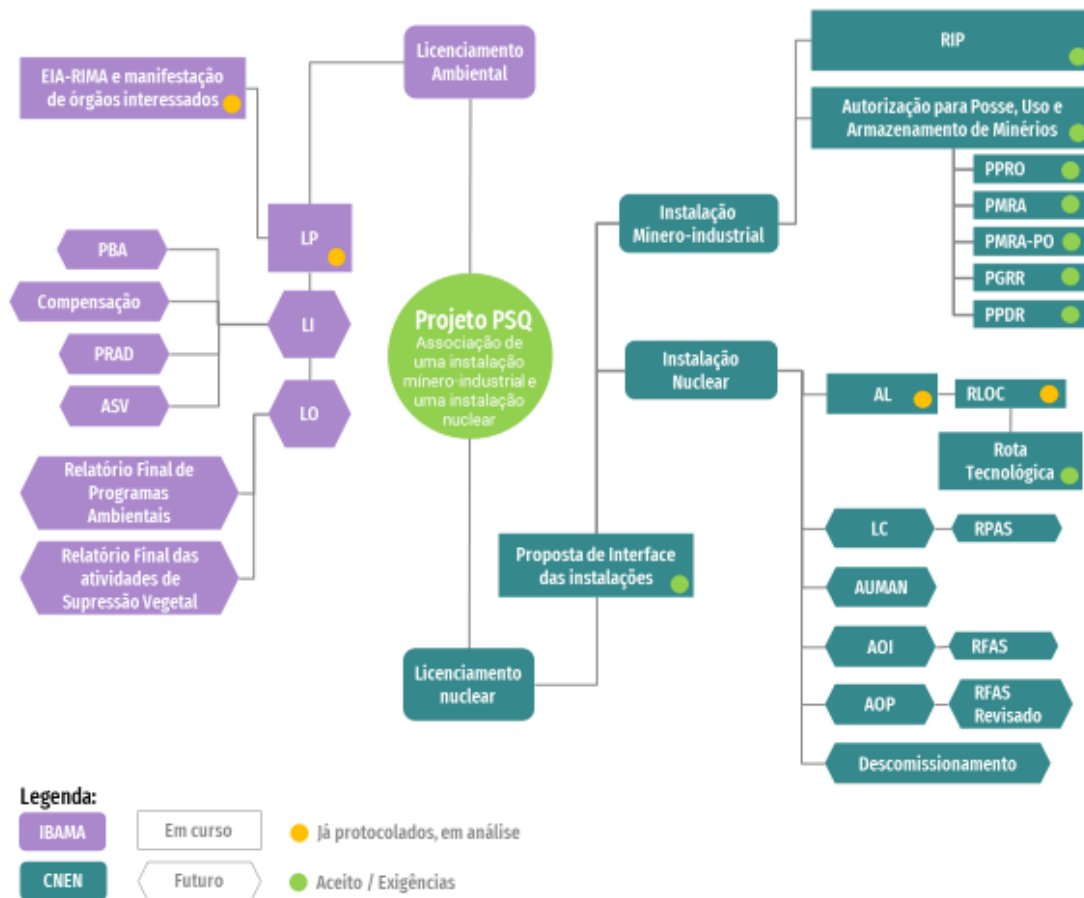 Licenciamento
Ambiental
EIA-RIMA e manifestação
de órgãos interessados
LP
PBA
Compensação
PRAD
ASV
LI
LO
Relatório Final de
Programas
Ambientais
Relatório Final das
atividades de
Supressão Vegetal
Projeto PSQ
Associação de
uma instalação
mínero-industrial e
uma instalação
nuclear
Licenciamento
nuclear
Proposta de Interface
das instalações
Instalação
Mínero-industrial
RIP
Autorização para Posse, Uso e
Armazenamento de Minérios
PPRO
PMRA
PMRA-PO
PGRR
PPDR
Instalação
Nuclear
AL
RLOC
Rota
Tecnológica
LC
RPAS
AUMAN
AOI
RFAS
AOP
RFAS
Revisado
Descomissionamento
Legenda:
IBAMA
Em curso
Já protocolados, em análise
CNEN
Futuro
Aceito / Exigências